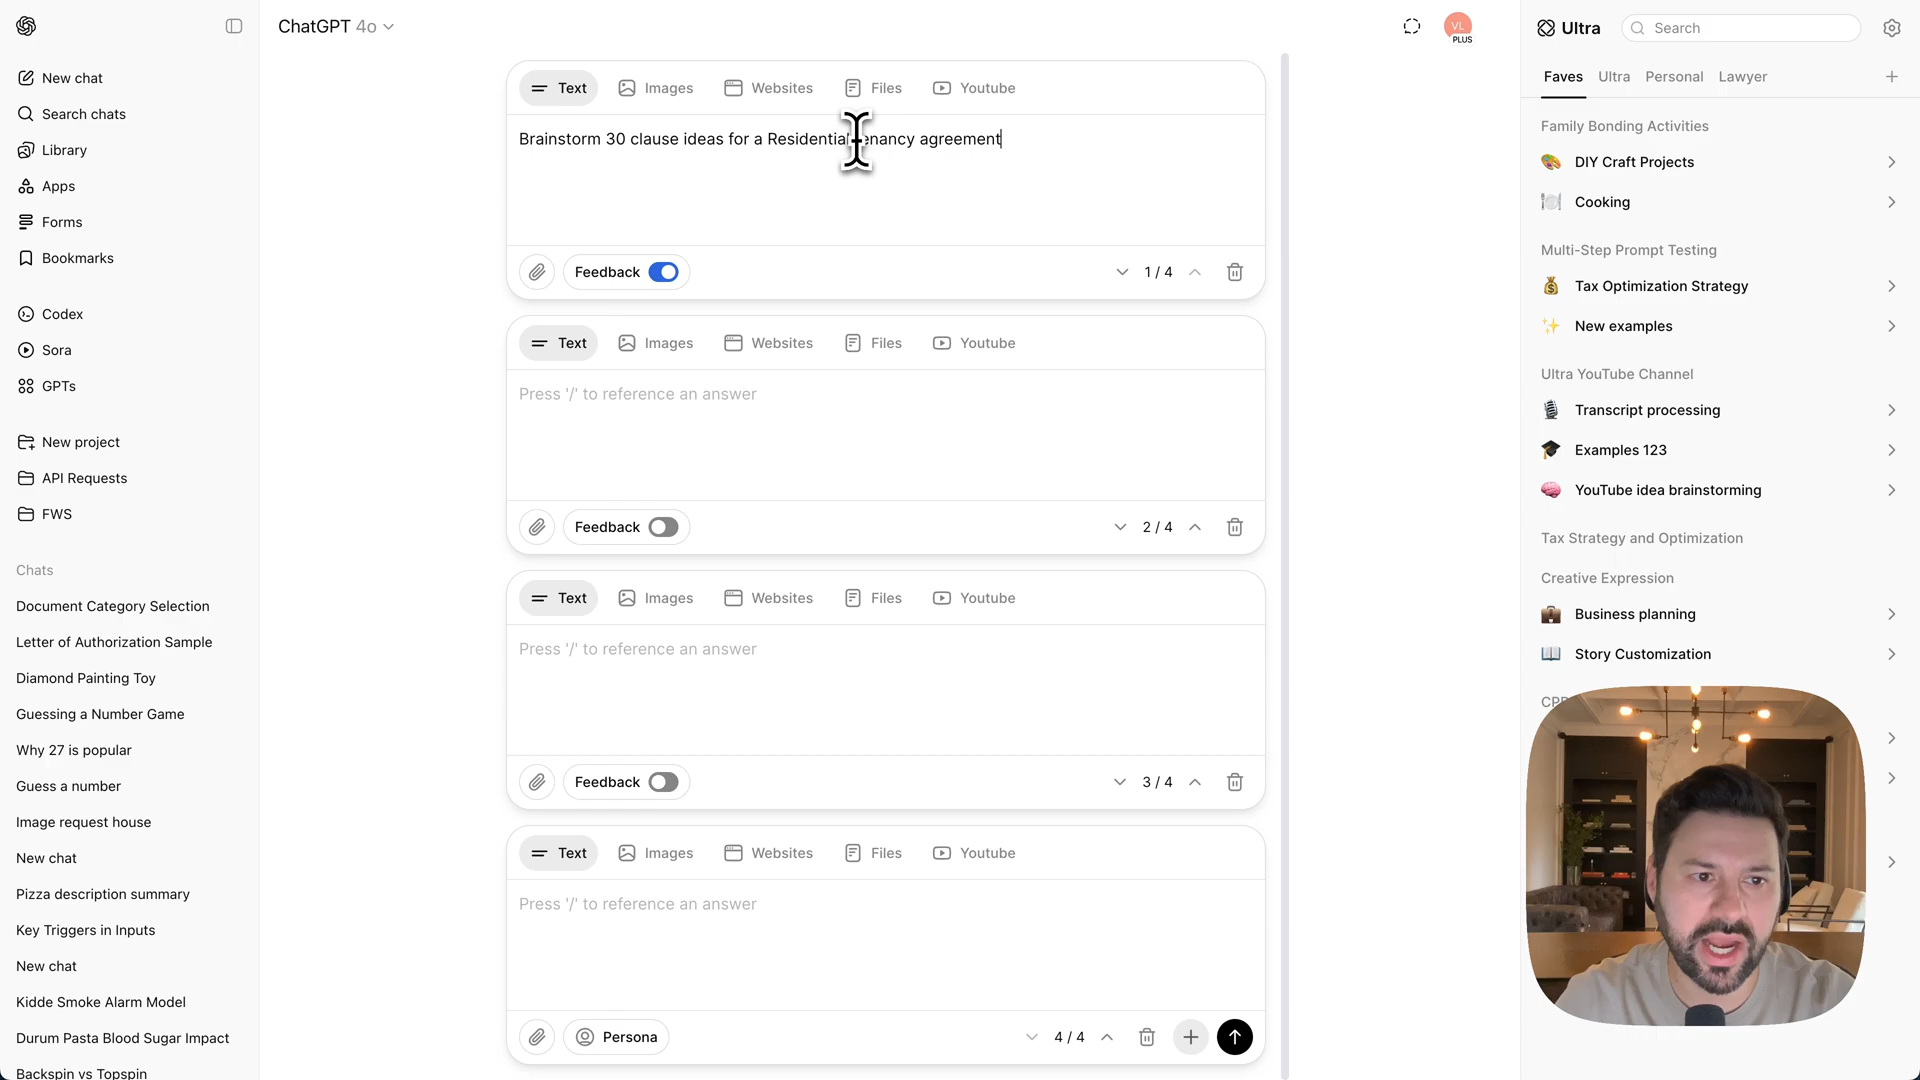 ChatGPT 4o
New chat
Search chats
Library
Apps
Forms
Bookmarks
Codex
Sora
GPTs
New project
API Requests
FWS
Chats
Document Category Selection
Letter of Authorization Sample
Diamond Painting Toy
Guessing a Number Game
Why 27 is popular
Guess a number
Image request house
New chat
Pizza description summary
Key Triggers in Inputs
New chat
Kidde Smoke Alarm Model
Durum Pasta Blood Sugar Impact
Backspin vs Topspin
VL
PLUS
Text Images Websites Files Youtube
Brainstorm 30 clause ideas for a Residential agreement
Feedback 1 / 4
Text Images Websites Files Youtube
Press '/' to reference an answer
Feedback 2 / 4
Text Images Websites Files Youtube
Press '/' to reference an answer
Feedback 3 / 4
Text Images Websites Files Youtube
Press '/' to reference an answer
Persona 4 / 4
Ultra Search
Faves Ultra Personal Lawyer
Family Bonding Activities
DIY Craft Projects
Cooking
Multi-Step Prompt Testing
Tax Optimization Strategy
New examples
Ultra YouTube Channel
Transcript processing
Examples 123
YouTube idea brainstorming
Tax Strategy and Optimization
Creative Expression
Business planning
Story Customization